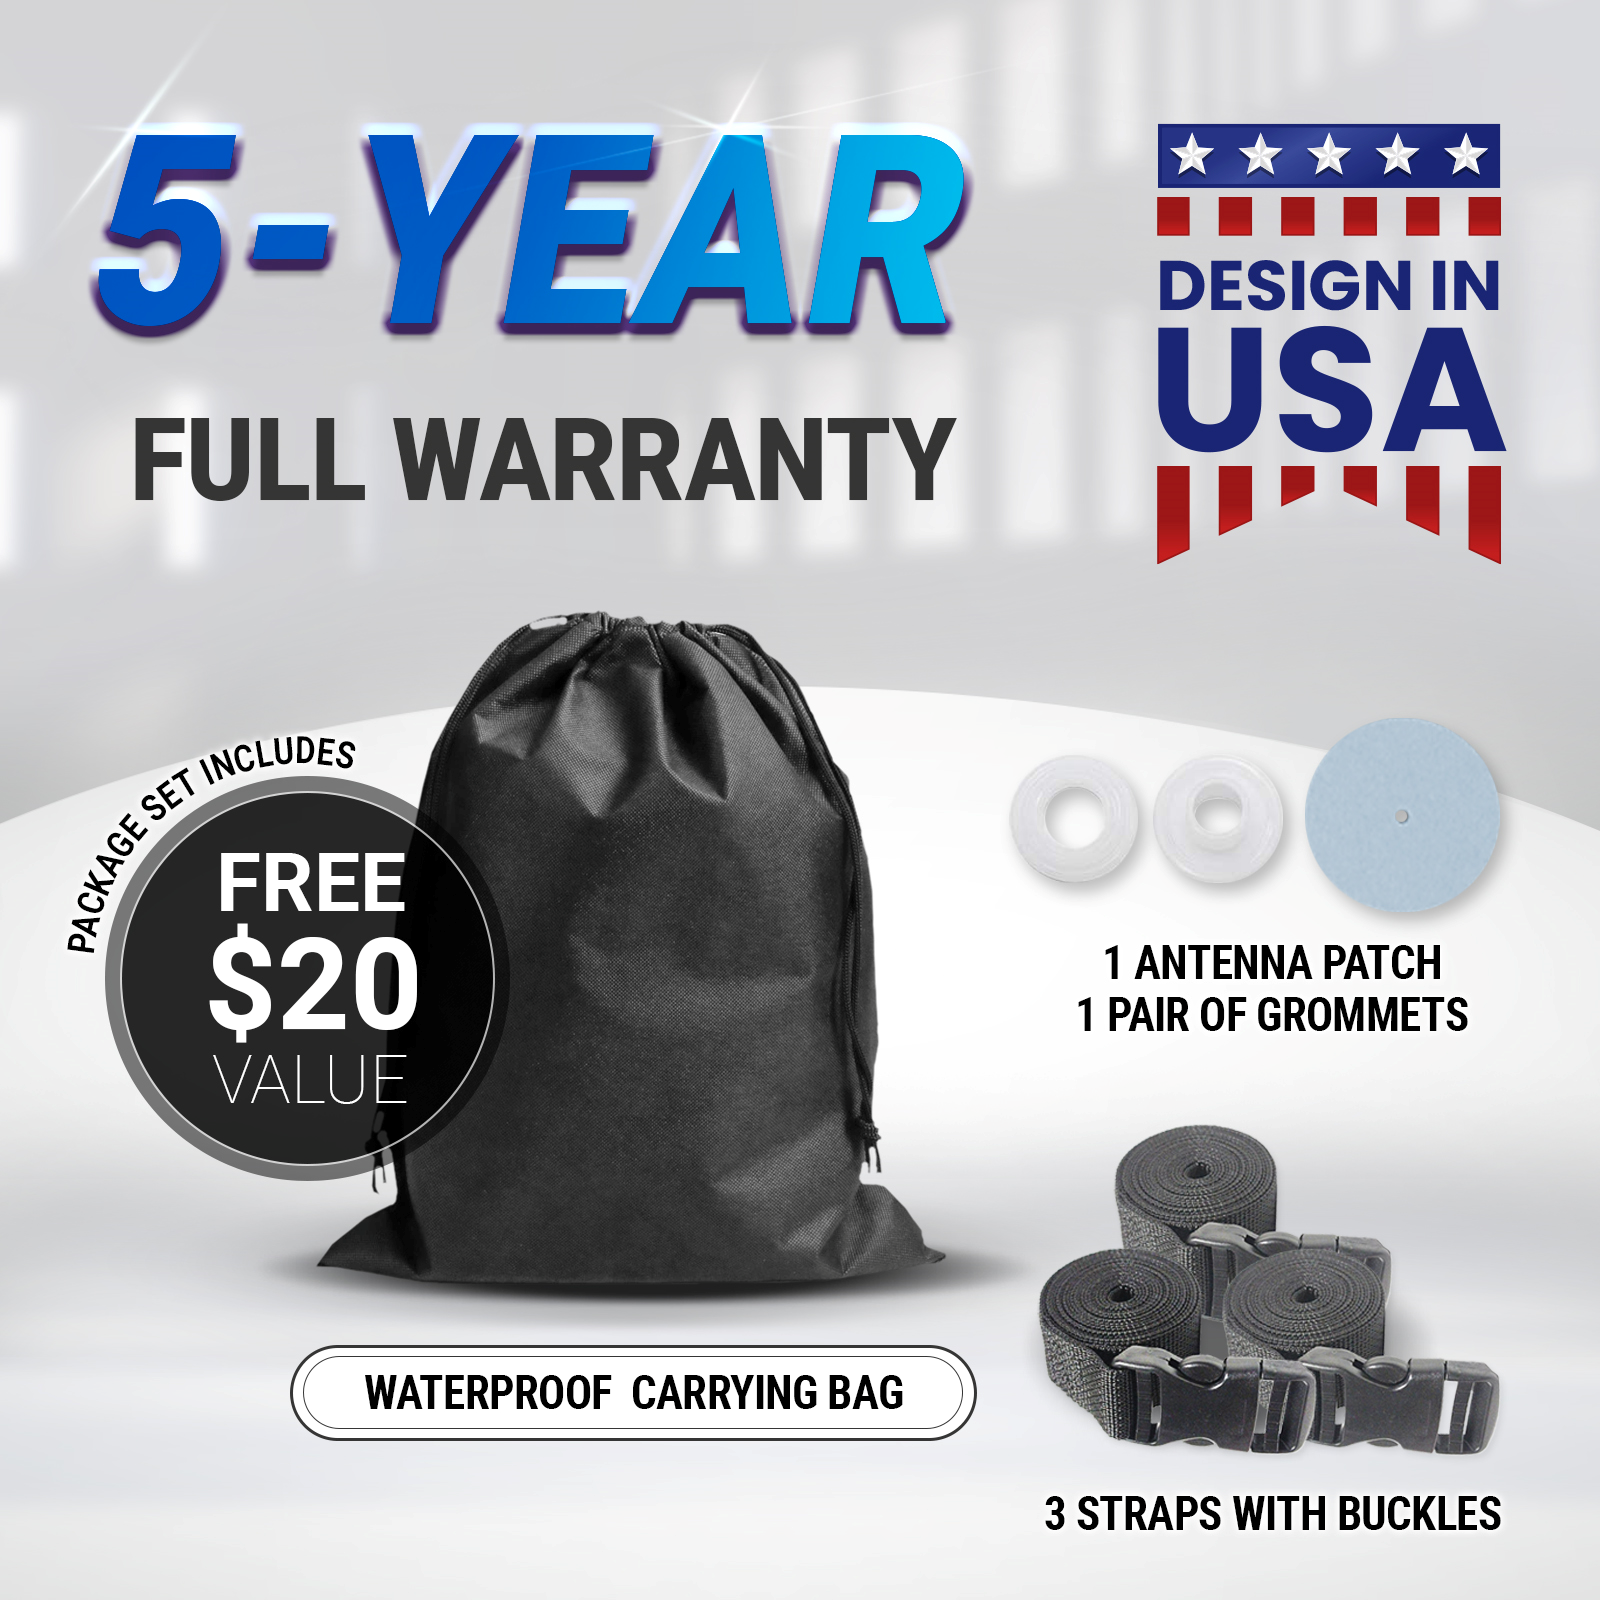 5-YEAR
FULL WARRANTY
DESIGN IN
USA
PACKAGE SET INCLUDES
FREE
$20
VALUE
WATERPROOF CARRYING BAG
1 ANTENNA PATCH
1 PAIR OF GROMMETS
3 STRAPS WITH BUCKLES